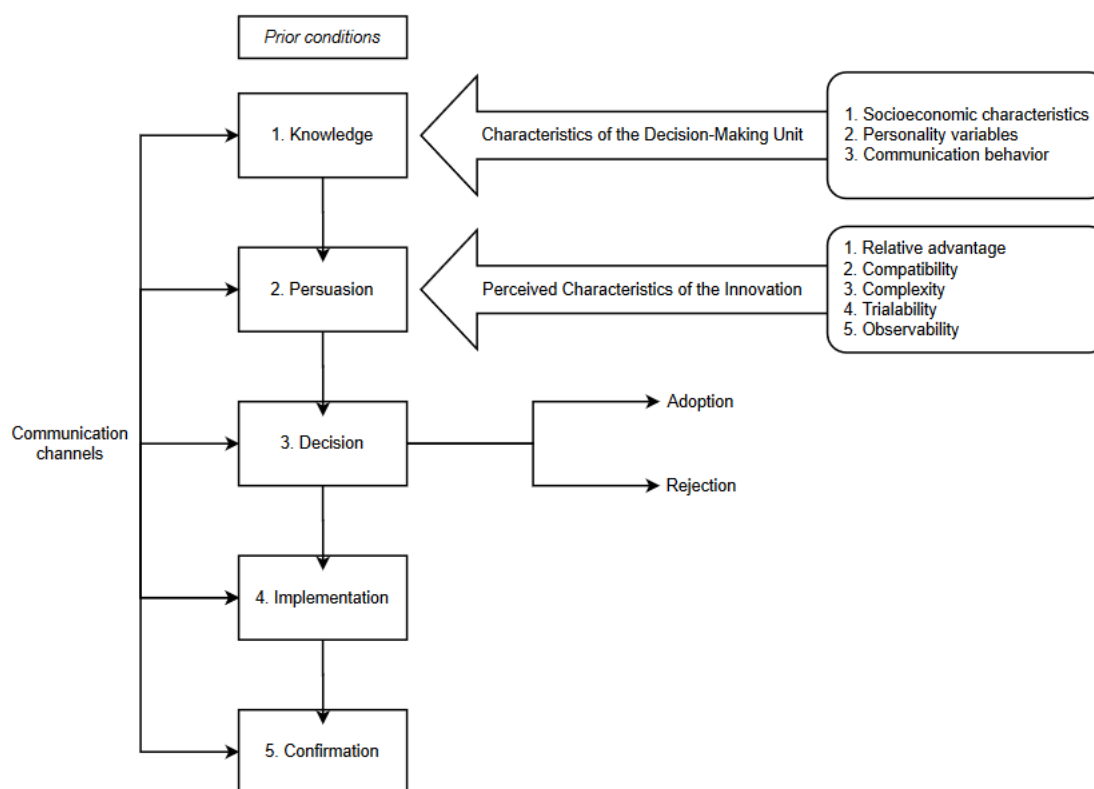 Prior conditions
1. Knowledge
Characteristics of the Decision-Making Unit
1. Socioeconomic characteristics
2. Personality variables
3. Communication behavior
2. Persuasion
Perceived Characteristics of the Innovation
1. Relative advantage
2. Compatibility
3. Complexity
4. Trialability
5. Observability
Communication
channels
3. Decision
Adoption
Rejection
4. Implementation
5. Confirmation